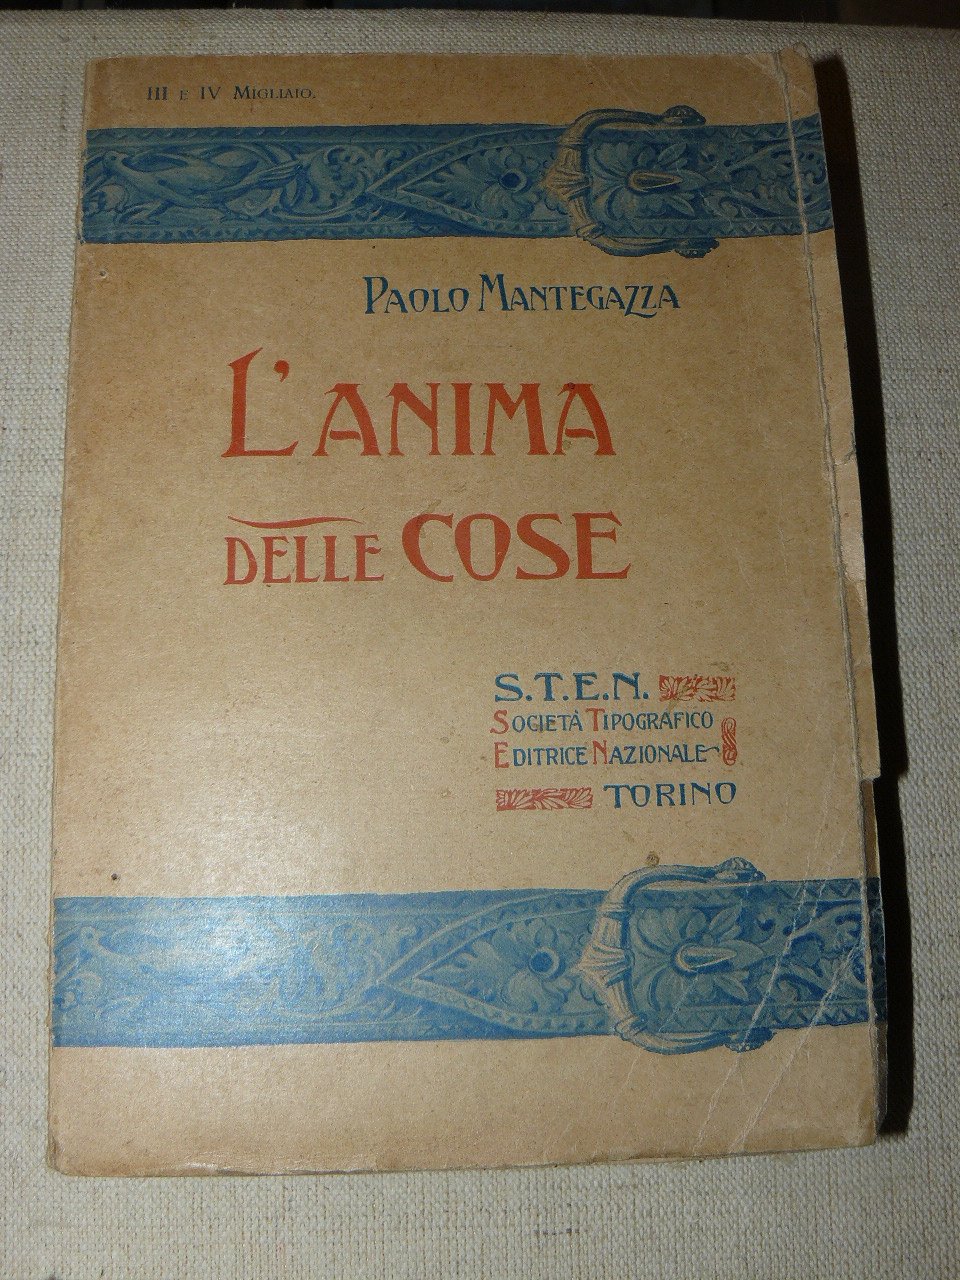 III E IV MIGLIAIO.
PAOLO MANTEGAZZA
L'ANIMA
DELLE COSE
S.T.E.N.
SOCIETÀ TIPOGRAFICO
EDITRICE NAZIONALE
TORINO